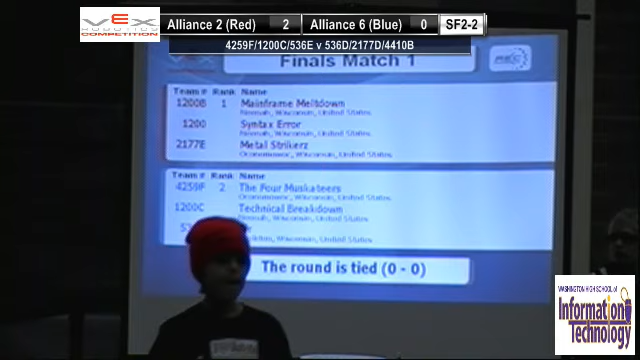 VEX
ROBOTICS
COMPETITION
Alliance 2 (Red) 2 Alliance 6 (Blue) 0 SF2-2
4259F/1200C/536E v 536D/2177D/4410B
Finals Match 1
Team # Rank Name
1200B 1 Mainframe Meltdown
Neenah, Wisconsin, United States
1200 Syntax Error
Neenah, Wisconsin, United States
2177E Metal Strikerz
Oconomowoc, Wisconsin, United States
Team # Rank Name
4259F 2 The Four Muskateers
Oconomowoc, Wisconsin, United States
1200C Technical Breakdown
Neenah, Wisconsin, United States
Wisconsin, United States
The round is tied (0 - 0)
WASHINGTON HIGH SCHOOL of
Information
Technology